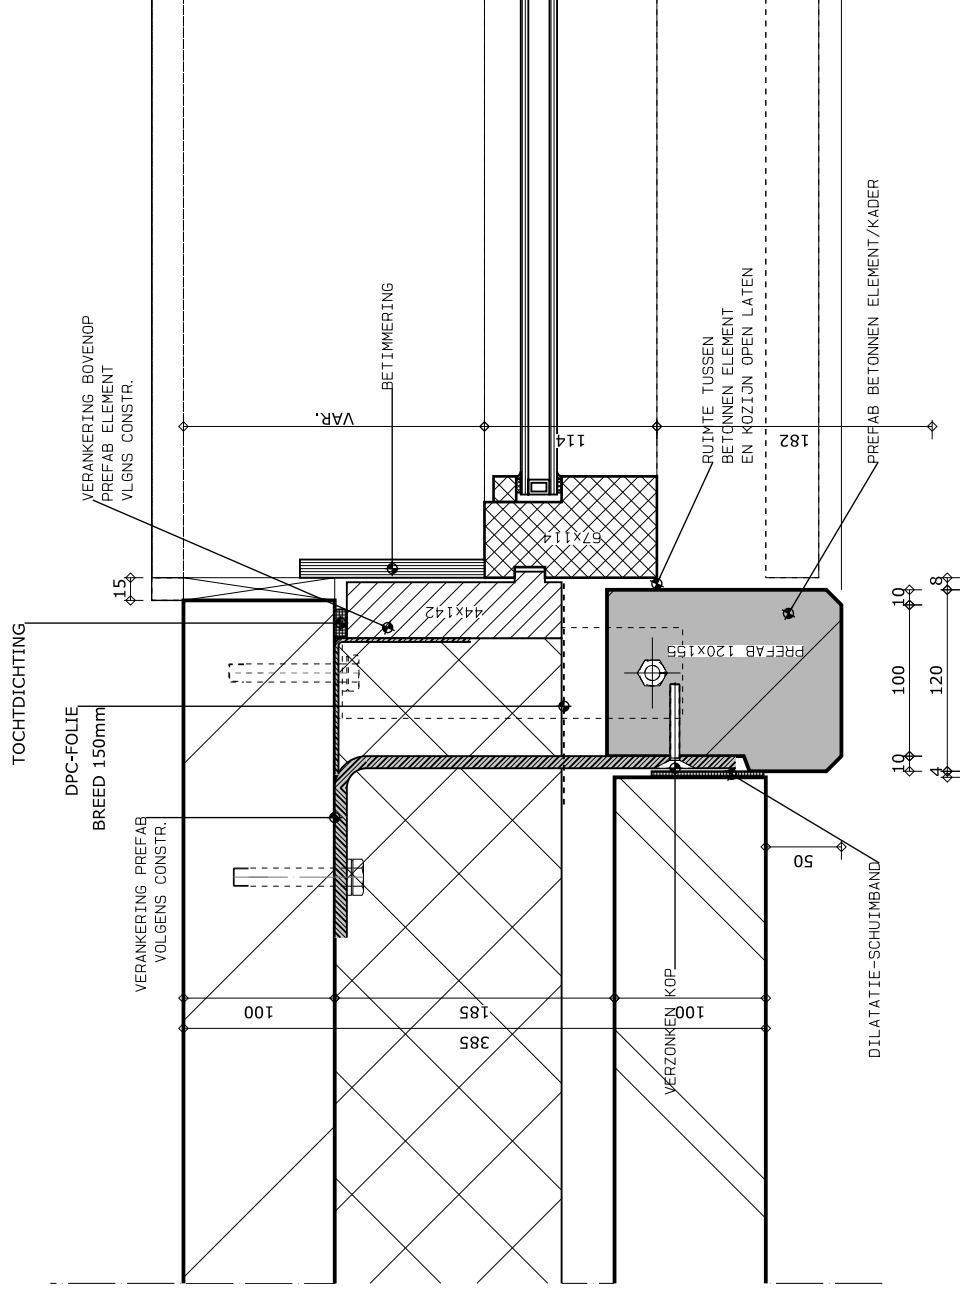 VERANKERING BOVENOP
PREFAB ELEMENT
VLGNS CONSTR.
BETIMMERING
RUIMTE TUSSEN
BETONNEN ELEMENT
EN KOZIJN OPEN LATEN
PREFAB BETONNEN ELEMENT/KADER
VAR.
114
182
67x114
15
44x142
PREFAB 120x155
TOCHTDICHTING
DPC-FOLIE
BREED 150mm
VERANKERING PREFAB
VOLGENS CONSTR.
10
100
10
8
120
4
50
DILATATIE-SCHUIMBAND
VERZONKEN KOP
100
185
100
385